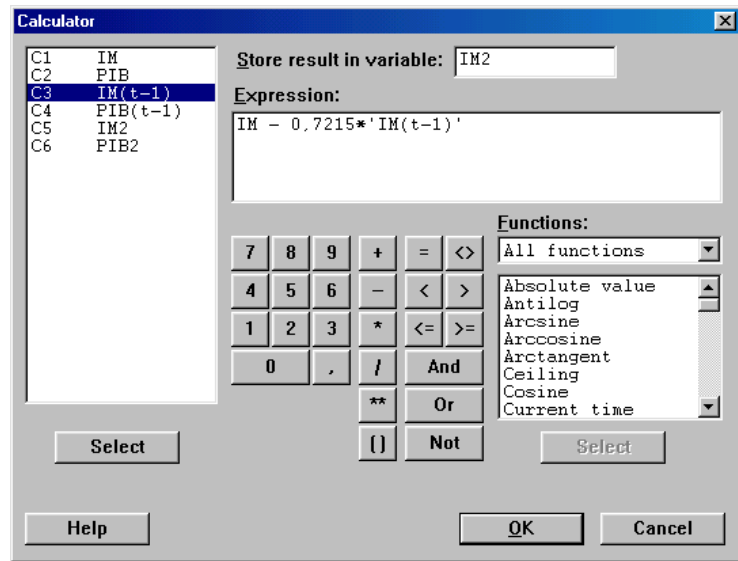 Calculator
C1 IM
C2 PIB
C3 IM(t-1)
C4 PIB(t-1)
C5 IM2
C6 PIB2
Store result in variable: IM2
Expression:
IM - 0,7215*'IM(t-1)'
Functions:
All functions
Absolute value
Antilog
Arcsine
Arccosine
Arctangent
Ceiling
Cosine
Current time
7 8 9 + = <>
4 5 6 - < >
1 2 3 * <= >=
0 , / And
** Or
() Not
Select
Select
Help
OK
Cancel